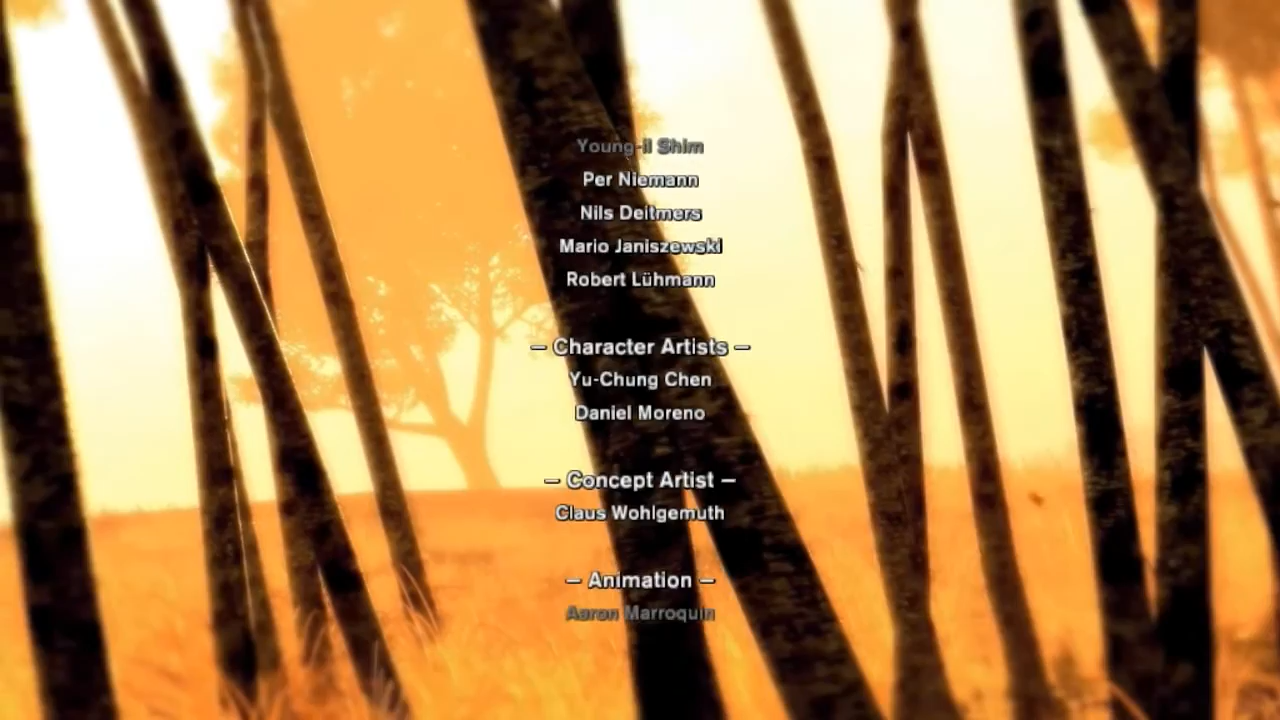 Young-il Shim
Per Niemann
Nils Deitmers
Mario Janiszewski
Robert Lühmann
— Character Artists —
Yu-Chung Chen
Daniel Moreno
— Concept Artist —
Claus Wohlgemuth
— Animation —
Aaron Marroquin